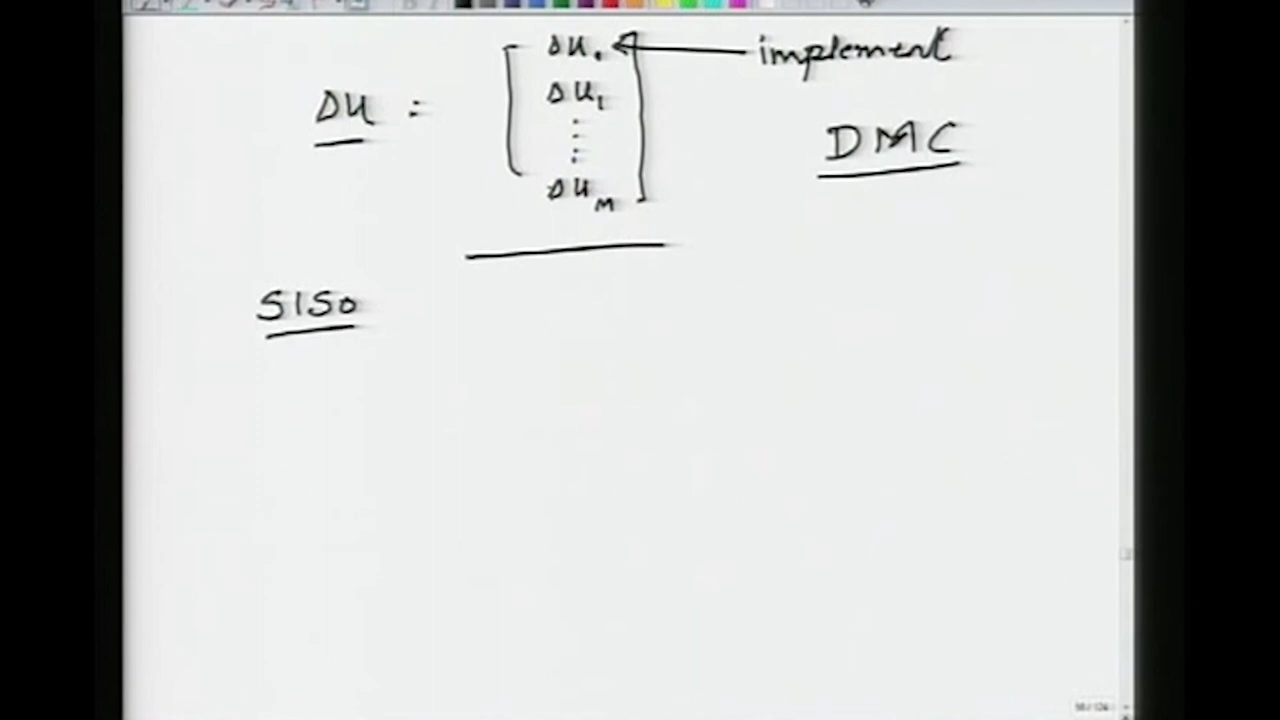 ΔU₀ ← implement
ΔU = ΔU₁
⋮
DMC
ΔU_M
SISO